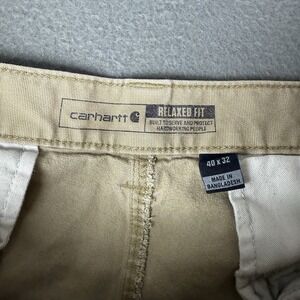 carhartt
RELAXED FIT
BUILT TO SERVE AND PROTECT
HARDWORKING PEOPLE
40 x 32
MADE IN
BANGLADESH